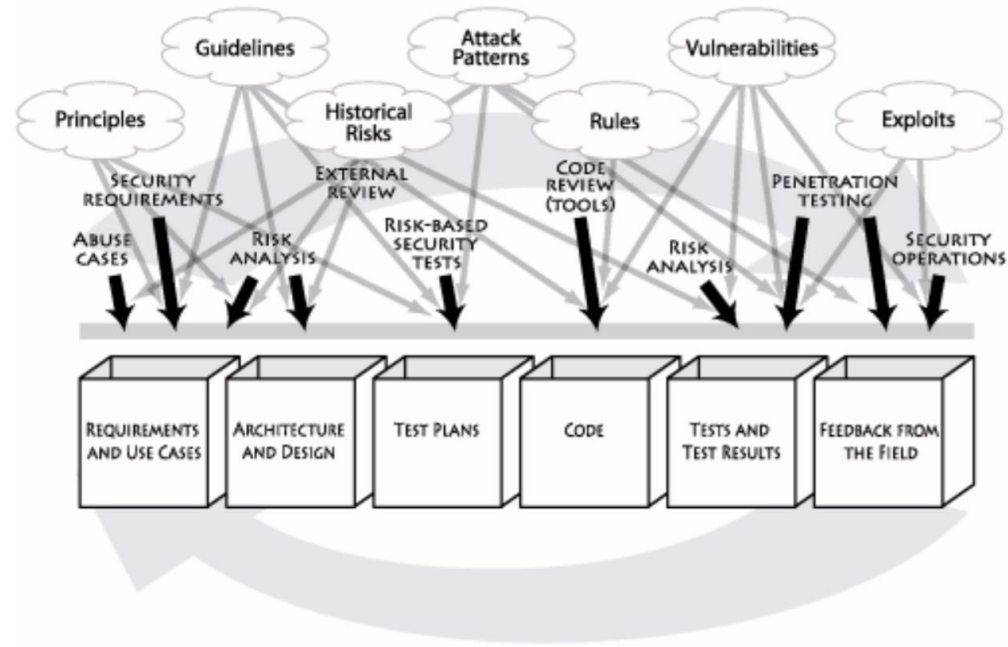 Guidelines
Attack
Patterns
Vulnerabilities
Principles
Historical
Risks
Rules
Exploits
SECURITY
REQUIREMENTS
EXTERNAL
REVIEW
CODE
REVIEW
(TOOLS)
PENETRATION
TESTING
ABUSE
CASES
RISK
ANALYSIS
RISK-BASED
SECURITY
TESTS
RISK
ANALYSIS
SECURITY
OPERATIONS
REQUIREMENTS
AND USE CASES
ARCHITECTURE
AND DESIGN
TEST PLANS
CODE
TESTS AND
TEST RESULTS
FEEDBACK FROM
THE FIELD